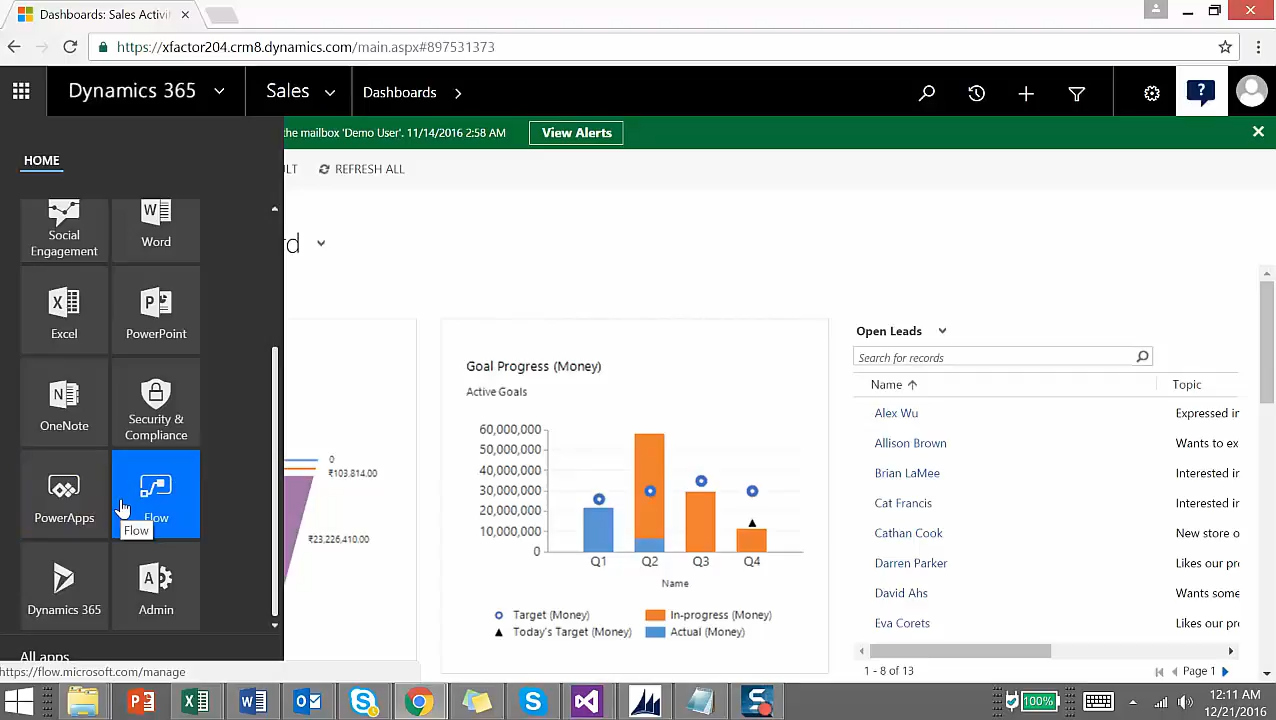 Dashboards: Sales Activi
https://xfactor204.crm8.dynamics.com/main.aspx#897531373
Dynamics 365
Sales
Dashboards
?
the mailbox 'Demo User'. 11/14/2016 2:58 AM
View Alerts
HOME
REFRESH ALL
Social
Engagement
Word
Excel
PowerPoint
OneNote
Security &
Compliance
PowerApps
Flow
Flow
Dynamics 365
Admin
All apps
https://flow.microsoft.com/manage
0
₹103,814.00
₹23,226,410.00
Goal Progress (Money)
Active Goals
60,000,000
50,000,000
40,000,000
30,000,000
20,000,000
10,000,000
0
Q1 Q2 Q3 Q4
Name
Target (Money) In-progress (Money)
Today's Target (Money) Actual (Money)
Open Leads
Search for records
Name Topic
Alex Wu Expressed in
Allison Brown Wants to ex
Brian LaMee Interested in
Cat Francis Interested in
Cathan Cook New store o
Darren Parker Likes our pro
David Ahs Wants some
Eva Corets Likes our pro
1 - 8 of 13 Page 1
100%
12:11 AM
12/21/2016